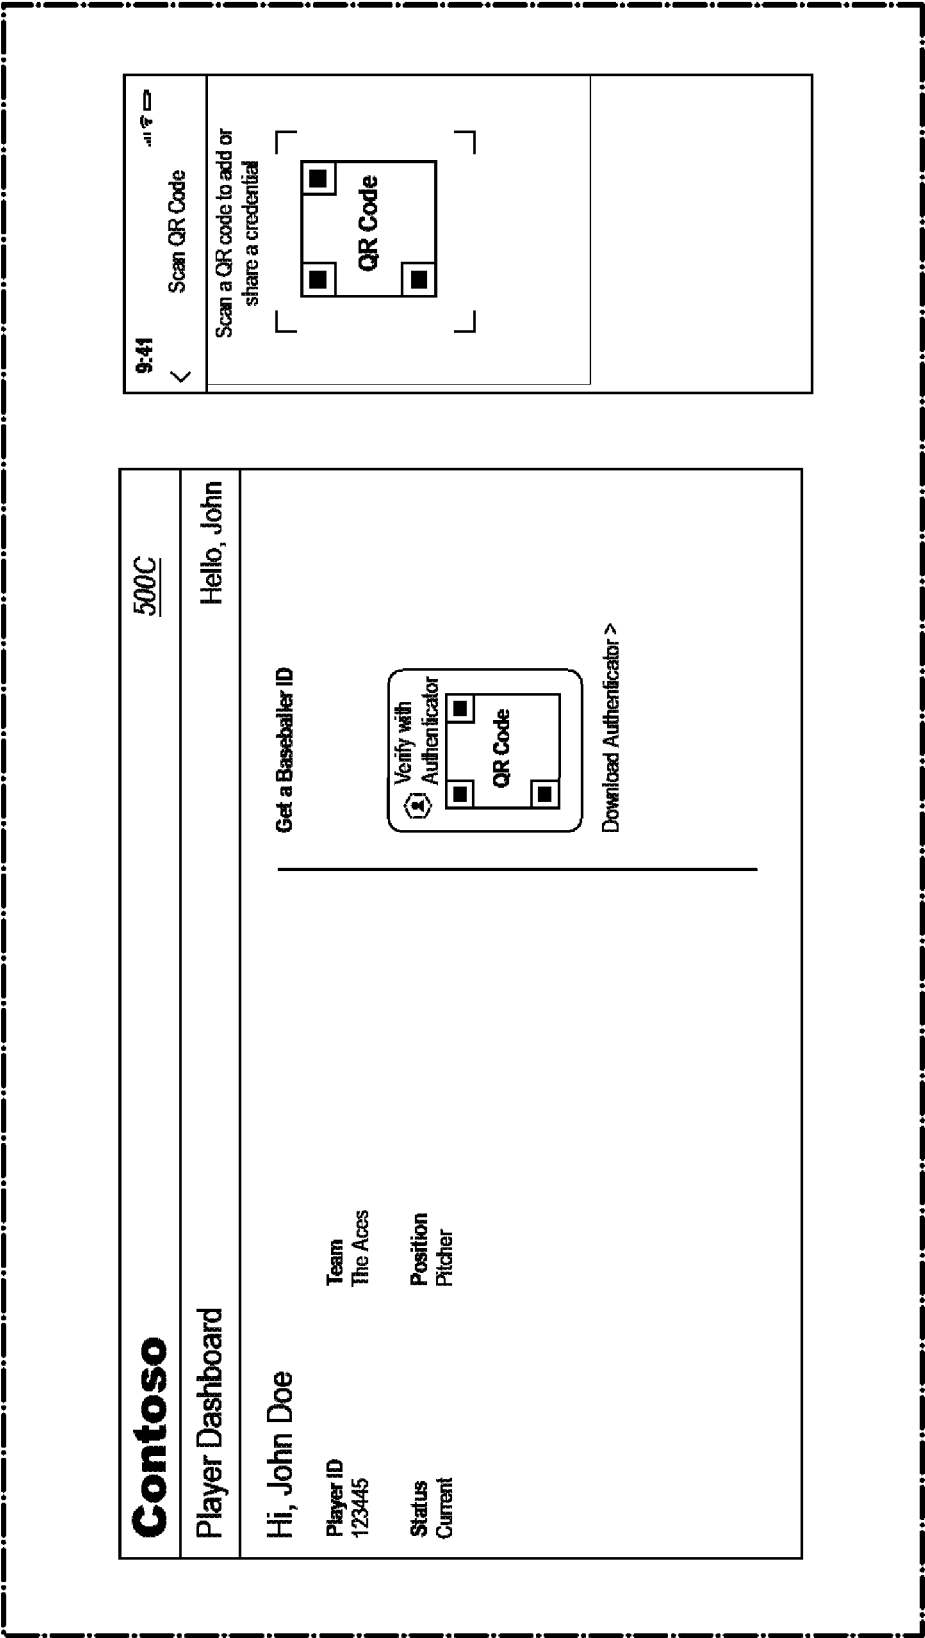 Contoso
500C
Player Dashboard
Hello, John
Hi, John Doe
Player ID
123445
Team
The Aces
Status
Current
Position
Pitcher
Get a Baseballer ID
Verify with
Authenticator
QR Code
Download Authenticator >
9:41
Scan QR Code
Scan a QR code to add or
share a credential
QR Code